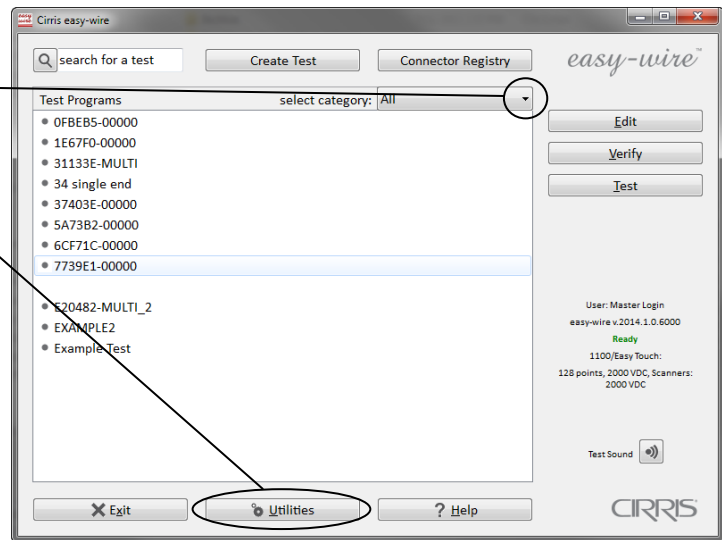 Cirris easy-wire
search for a test
Create Test
Connector Registry
easy-wire™
Test Programs
select category:
All
0FBEB5-00000
1E67F0-00000
31133E-MULTI
34 single end
37403E-00000
5A73B2-00000
6CF71C-00000
7739E1-00000
E20482-MULTI_2
EXAMPLE2
Example Test
Edit
Verify
Test
User: Master Login
easy-wire v.2014.1.0.6000
Ready
1100/Easy Touch:
128 points, 2000 VDC, Scanners:
2000 VDC
Test Sound
Exit
Utilities
? Help
CIRRIS